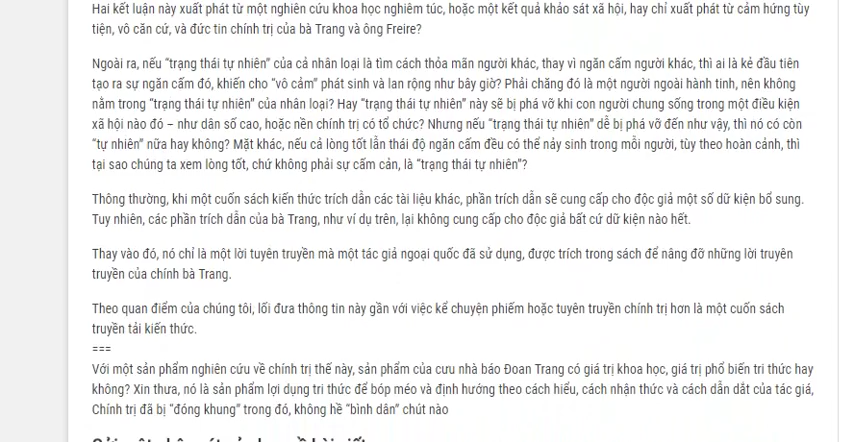 Hai kết luận này xuất phát từ một nghiên cứu khoa học nghiêm túc, hoặc một kết quả khảo sát xã hội, hay chỉ xuất phát từ cảm hứng tùy
tiện, vô căn cứ, và đức tin chính trị của bà Trang và ông Freire?
Ngoài ra, nếu "trạng thái tự nhiên" của cả nhân loại là tìm cách thỏa mãn người khác, thay vì ngăn cấm người khác, thì ai là kẻ đầu tiên
tạo ra sự ngăn cấm đó, khiến cho "vô cảm" phát sinh và lan rộng như bây giờ? Phải chăng đó là một người ngoài hành tinh, nên không
nằm trong "trạng thái tự nhiên" của nhân loại? Hay "trạng thái tự nhiên" này sẽ bị phá vỡ khi con người chung sống trong một điều kiện
xã hội nào đó – như dân số cao, hoặc nền chính trị có tổ chức? Nhưng nếu "trạng thái tự nhiên" dễ bị phá vỡ đến như vậy, thì nó có còn
"tự nhiên" nữa hay không? Mặt khác, nếu cả lòng tốt lẫn thái độ ngăn cấm đều có thể nảy sinh trong mỗi người, tùy theo hoàn cảnh, thì
tại sao chúng ta xem lòng tốt, chứ không phải sự cấm cản, là "trạng thái tự nhiên"?
Thông thường, khi một cuốn sách kiến thức trích dẫn các tài liệu khác, phần trích dẫn sẽ cung cấp cho độc giả một số dữ kiện bổ sung.
Tuy nhiên, các phần trích dẫn của bà Trang, như ví dụ trên, lại không cung cấp cho độc giả bất cứ dữ kiện nào hết.
Thay vào đó, nó chỉ là một lời tuyên truyền mà một tác giả ngoại quốc đã sử dụng, được trích trong sách để nâng đỡ những lời truyên
truyền của chính bà Trang.
Theo quan điểm của chúng tôi, lối đưa thông tin này gần với việc kể chuyện phiếm hoặc tuyên truyền chính trị hơn là một cuốn sách
truyền tải kiến thức.
===
Với một sản phẩm nghiên cứu về chính trị thế này, sản phẩm của cưu nhà báo Đoan Trang có giá trị khoa học, giá trị phổ biến tri thức hay
không? Xin thưa, nó là sản phẩm lợi dụng tri thức để bóp méo và định hướng theo cách hiểu, cách nhận thức và cách dẫn dắt của tác giả,
Chính trị đã bị "đóng khung" trong đó, không hề "bình dân" chút nào